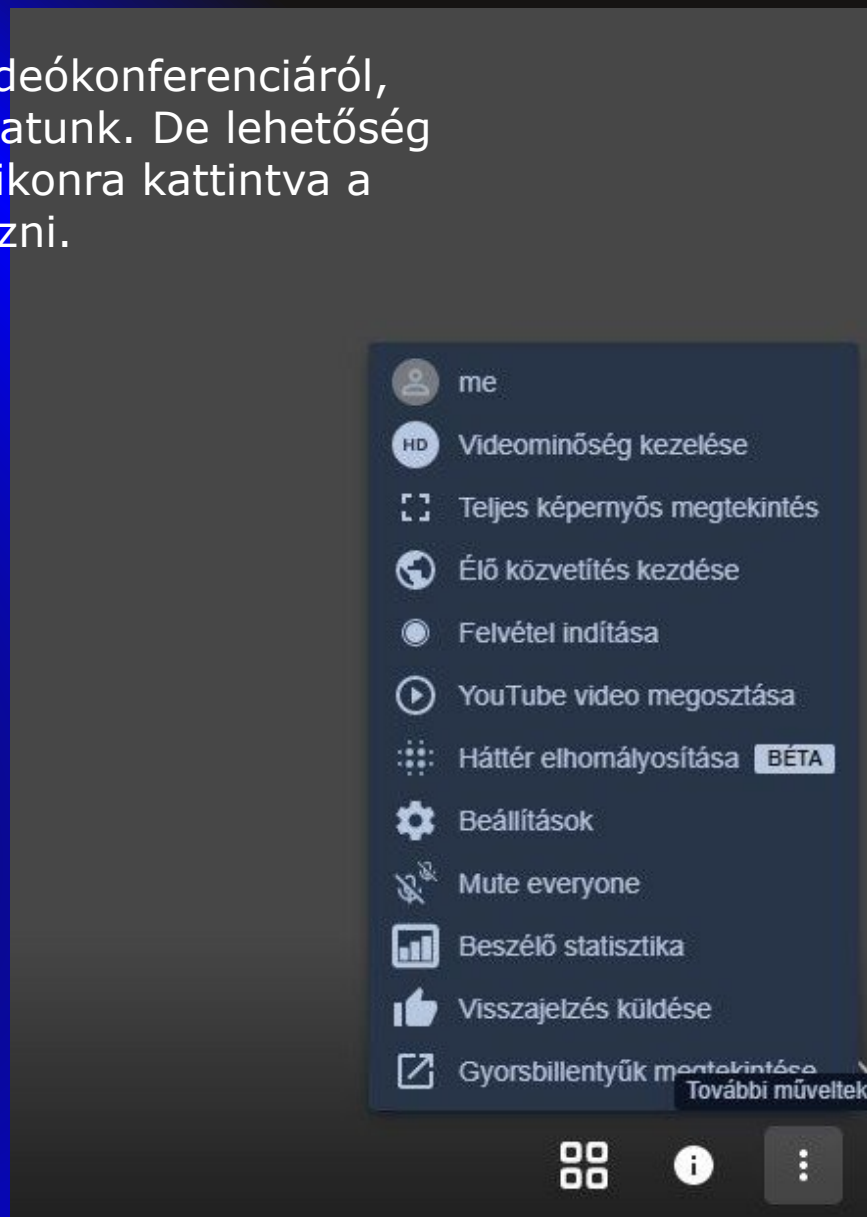 deókonferenciáról,
atunk. De lehetőség
ikonra kattintva a
zni.
me
HD Videominőség kezelése
Teljes képernyős megtekintés
Élő közvetítés kezdése
Felvétel indítása
YouTube video megosztása
Háttér elhomályosítása BÉTA
Beállítások
Mute everyone
Beszélő statisztika
Visszajelzés küldése
Gyorsbillentyűk megtekintése
További műveltek